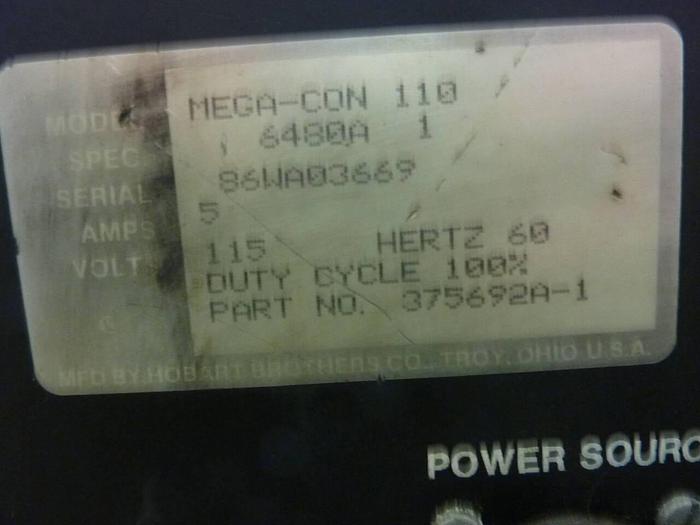 MODEL MEGA-CON 110
SPEC. 6480A 1
SERIAL 86WA03669
AMPS 5
VOLTS 115 HERTZ 60
DUTY CYCLE 100%
PART NO. 375692A-1
MFD BY HOBART BROTHERS CO., TROY, OHIO U.S.A.
POWER SOURC